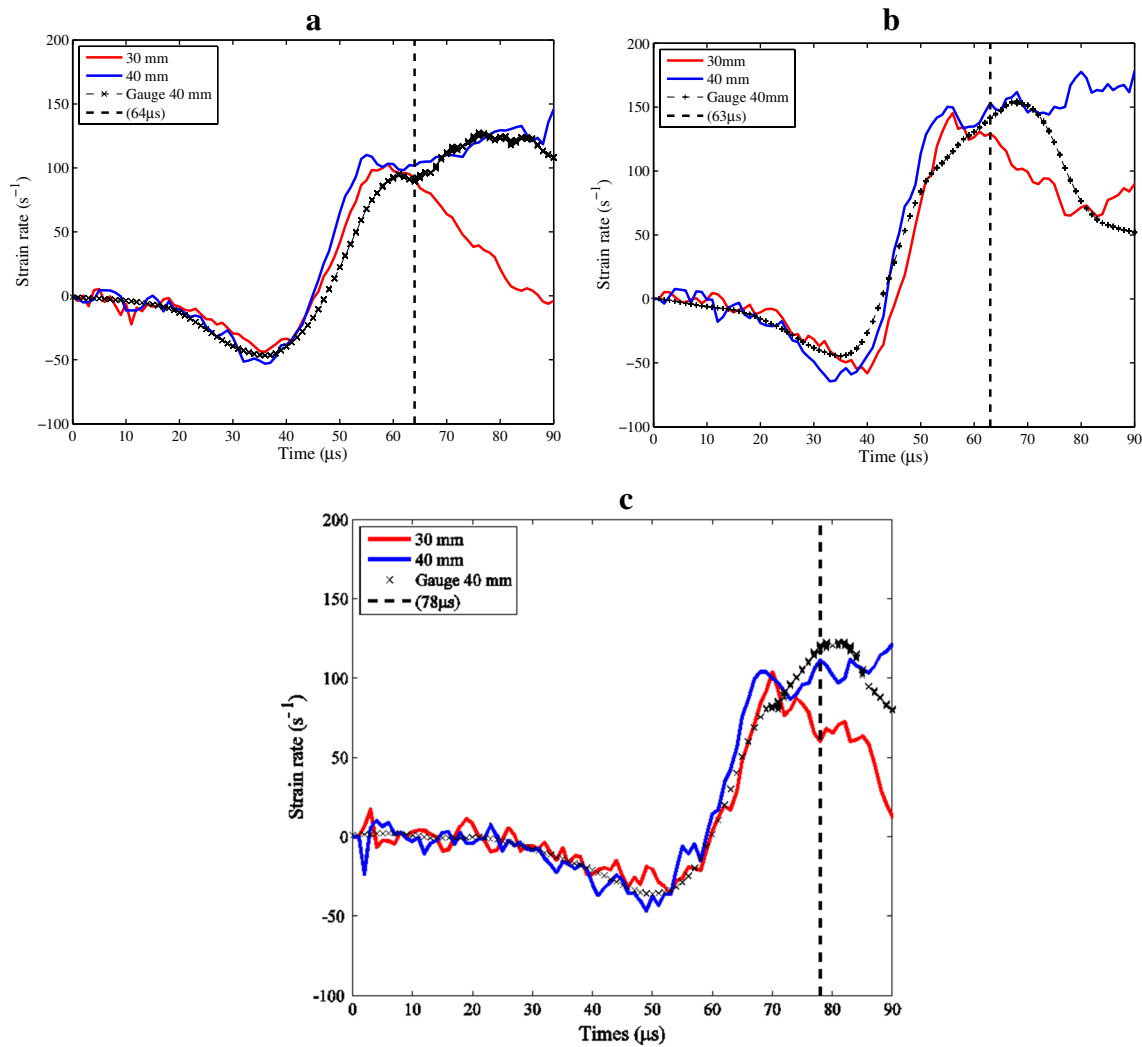 a
200
150
100
50
0
−50
−100
0 10 20 30 40 50 60 70 80 90
Strain rate (s⁻¹)
Time (μs)
30 mm
40 mm
Gauge 40 mm
(64μs)
b
200
150
100
50
0
−50
−100
0 10 20 30 40 50 60 70 80 90
Strain rate (s⁻¹)
Time (μs)
30mm
40 mm
Gauge 40mm
(63μs)
c
200
150
100
50
0
-50
-100
0 10 20 30 40 50 60 70 80 90
Strain rate (s⁻¹)
Times (μs)
30 mm
40 mm
Gauge 40 mm
(78μs)